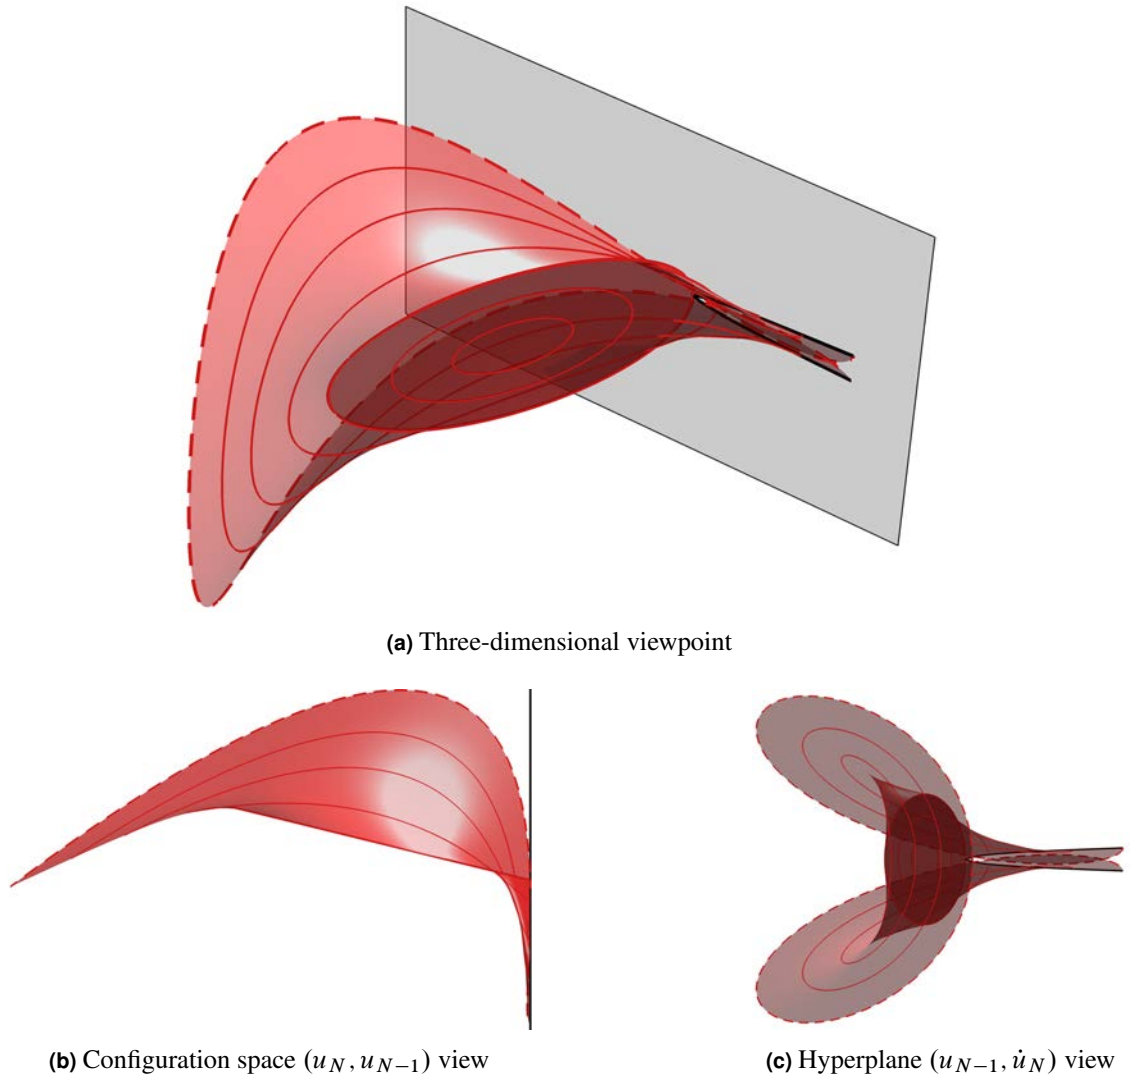 (a) Three-dimensional viewpoint
(b) Configuration space (u_N, u_{N−1}) view
(c) Hyperplane (u_{N−1}, u̇_N) view